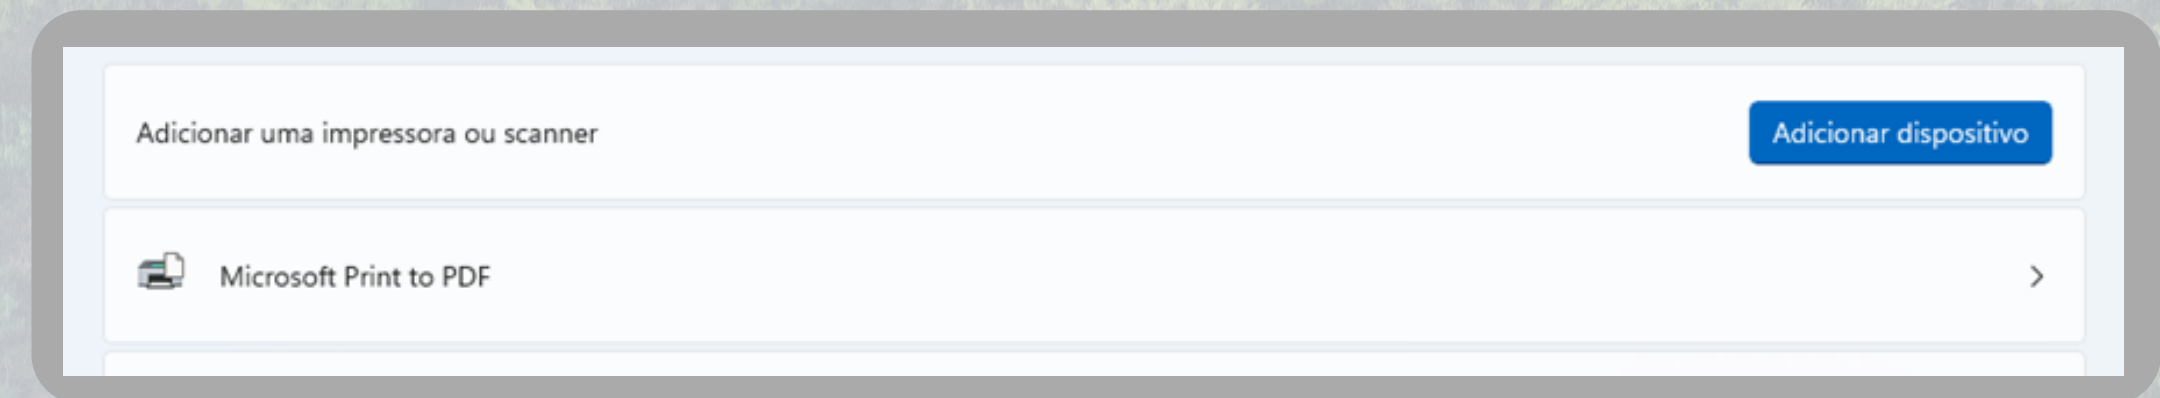 Adicionar uma impressora ou scanner
Adicionar dispositivo
Microsoft Print to PDF